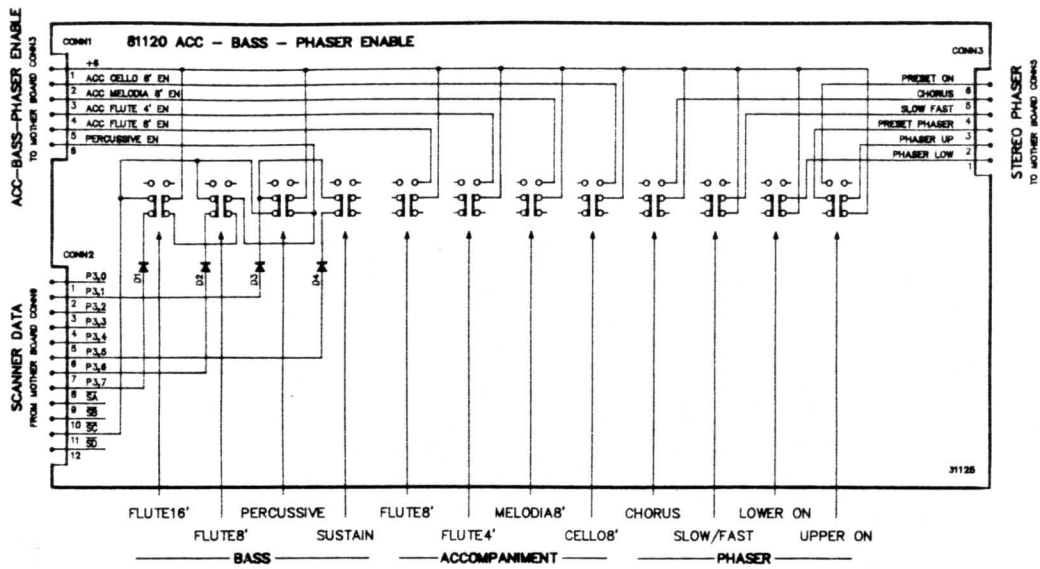 81120 ACC - BASS - PHASER ENABLE
ACC-BASS-PHASER ENABLE
TO MOTHER BOARD CONN3
CONN1
+6
1 ACC CELLO 8' EN
2 ACC MELODIA 8' EN
3 ACC FLUTE 4' EN
4 ACC FLUTE 8' EN
5 PERCUSSIVE EN
6
CONN3
PRESET ON
6
CHORUS
5
SLOW FAST
4
PRESET PHASER
3
PHASER UP
2
PHASER LOW
1
STEREO PHASER
TO MOTHER BOARD CONN5
CONN2
SCANNER DATA
FROM MOTHER BOARD CONN9
P3,0
1 P3,1
2 P3,2
3 P3,3
4 P3,4
5 P3,5
6 P3,6
7 P3,7
8 SA
9 SB
10 SC
11 SD
12
D1
D2
D3
D4
31125
FLUTE16' PERCUSSIVE FLUTE8' MELODIA8' CHORUS LOWER ON
FLUTE8' SUSTAIN FLUTE4' CELLO8' SLOW/FAST UPPER ON
BASS ACCOMPANIMENT PHASER